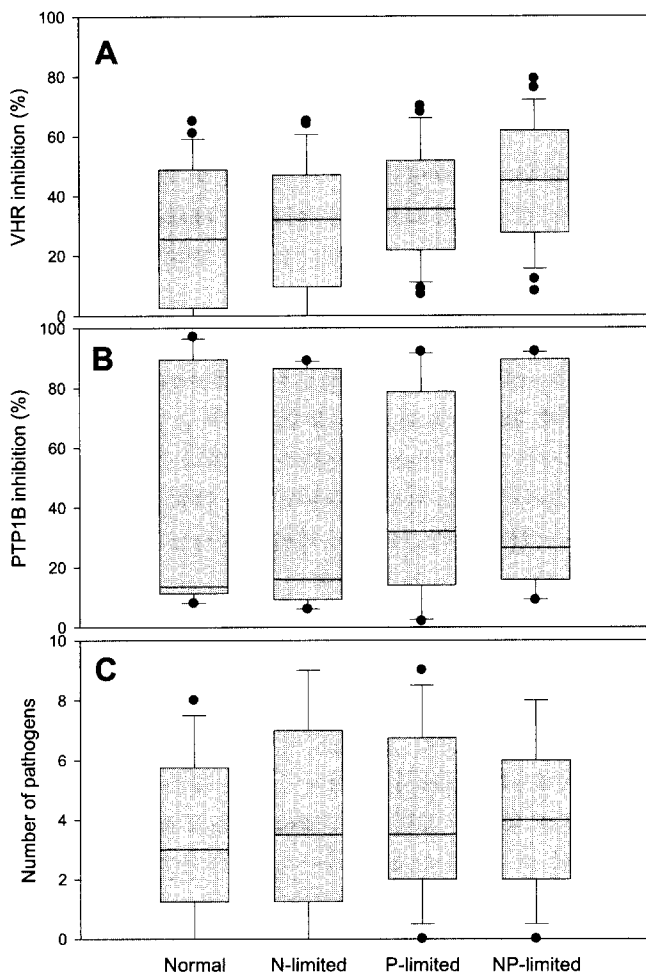 100
80
60
40
20
0
VHR inhibition (%)
A
100
80
60
40
20
0
PTP1B inhibition (%)
B
10
8
6
4
2
0
Number of pathogens
C
Normal N-limited P-limited NP-limited